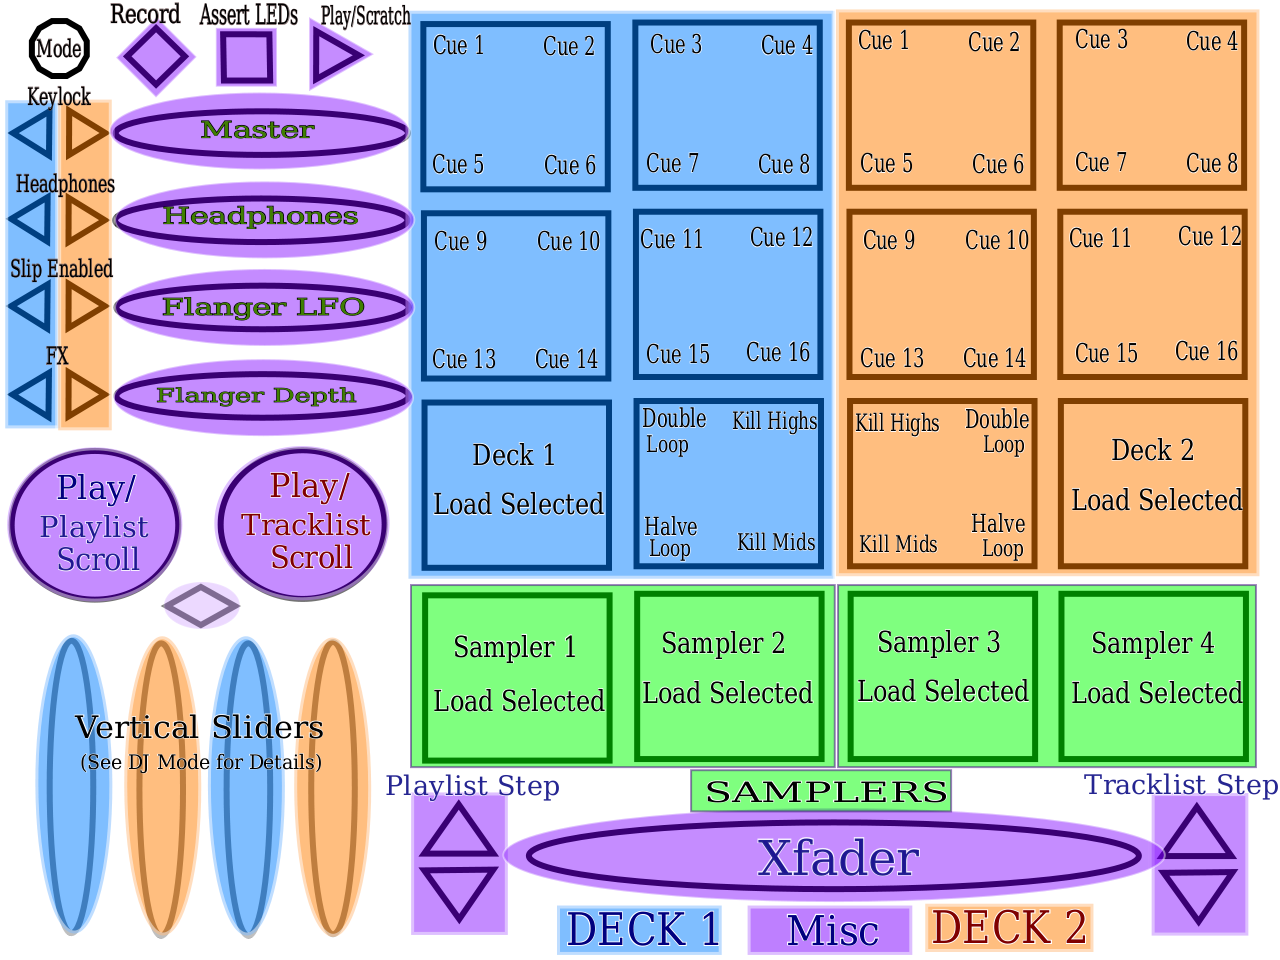 Record
Assert LEDs
Play/Scratch
Mode
Keylock
Master
Headphones
Headphones
Slip Enabled
Flanger LFO
FX
Flanger Depth
Play/
Playlist
Scroll
Play/
Tracklist
Scroll
Vertical Sliders
(See DJ Mode for Details)
Cue 1
Cue 2
Cue 5
Cue 6
Cue 3
Cue 4
Cue 7
Cue 8
Cue 1
Cue 2
Cue 5
Cue 6
Cue 3
Cue 4
Cue 7
Cue 8
Cue 9
Cue 10
Cue 13
Cue 14
Cue 11
Cue 12
Cue 15
Cue 16
Cue 9
Cue 10
Cue 13
Cue 14
Cue 11
Cue 12
Cue 15
Cue 16
Deck 1
Load Selected
Double
Loop
Kill Highs
Halve
Loop
Kill Mids
Kill Highs
Double
Loop
Kill Mids
Halve
Loop
Deck 2
Load Selected
Sampler 1
Load Selected
Sampler 2
Load Selected
Sampler 3
Load Selected
Sampler 4
Load Selected
Playlist Step
SAMPLERS
Tracklist Step
Xfader
DECK 1
Misc
DECK 2